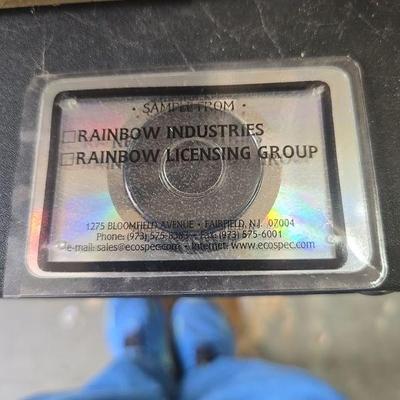 • SAMPLE FROM •
RAINBOW INDUSTRIES
RAINBOW LICENSING GROUP
1275 BLOOMFIELD AVENUE • FAIRFIELD, N.J. 07004
Phone: (973) 575-8383 • FAX: (973) 575-6001
e-mail: sales@ecospec.com • Internet: www.ecospec.com